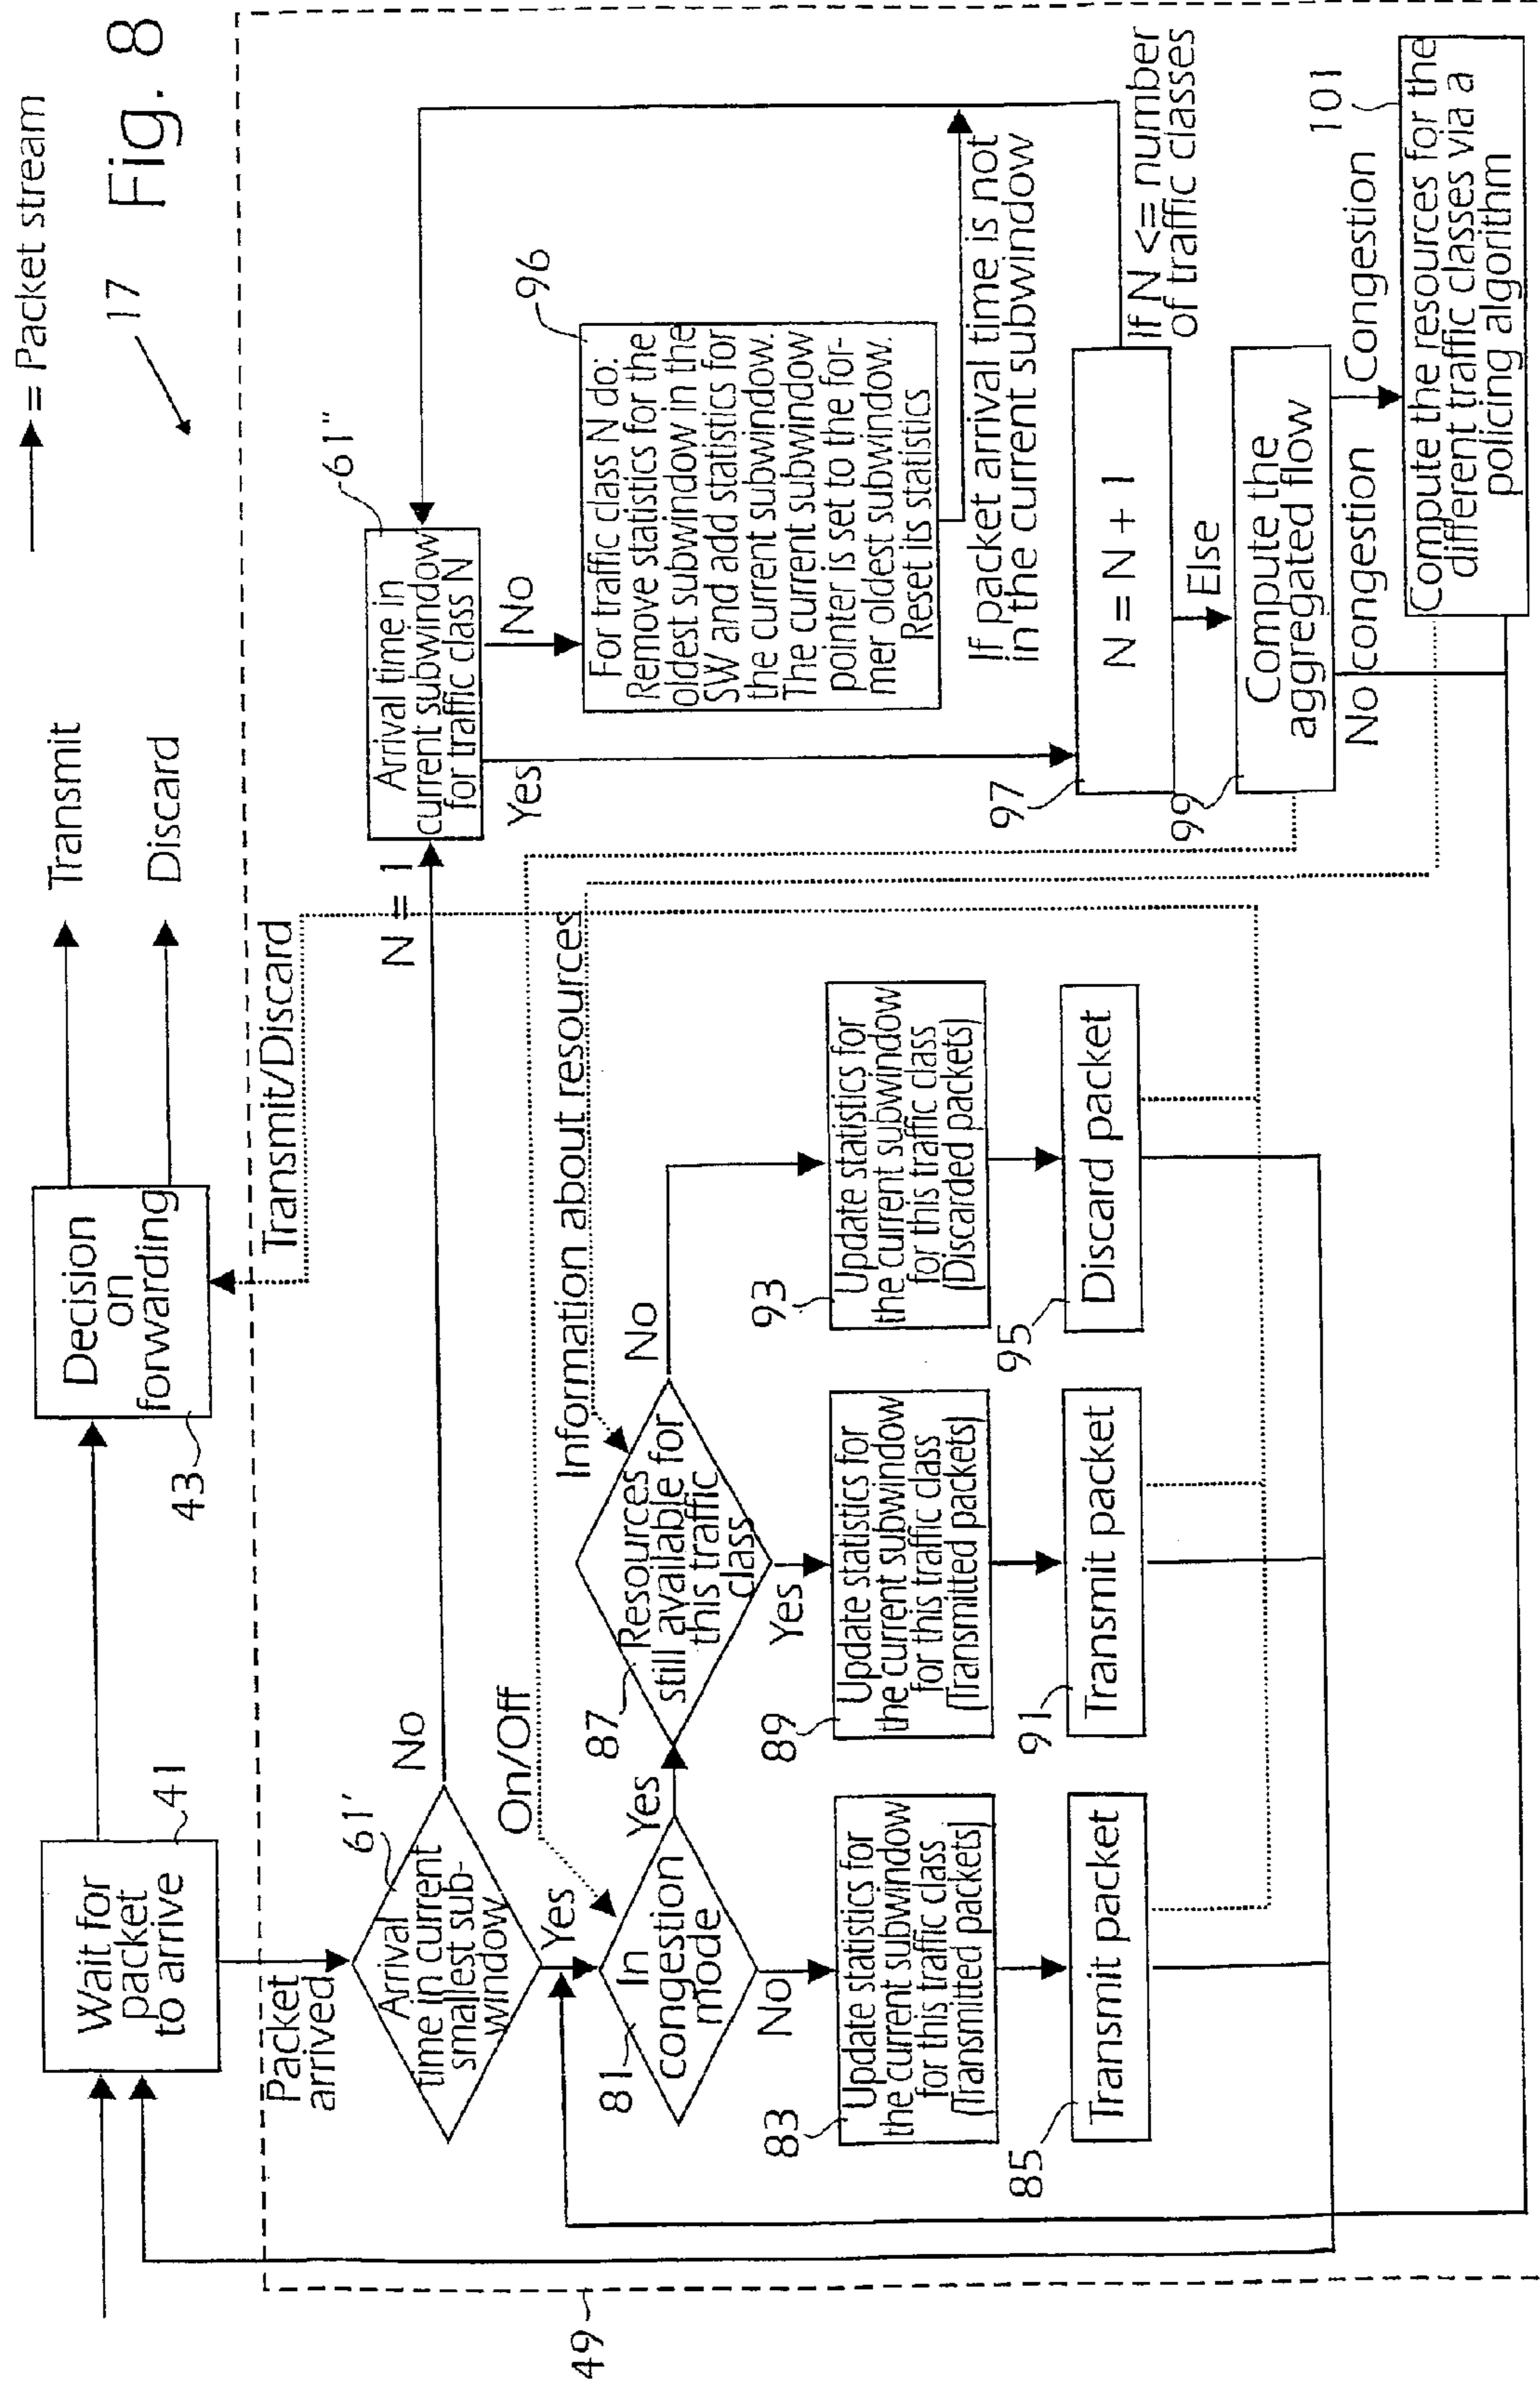 = Packet stream
17
Fig. 8
Wait for
packet
to arrive
41
Decision
on
forwarding
43
Transmit
Discard
49
Packet
arrived
Transmit/Discard
Arrival
time in current
smallest sub-
window
61'
No
Yes
N = 1
Arrival time in
current subwindow
for traffic class N
61"
No
Yes
On/Off
Information about resources
In
congestion
mode
81
Yes
No
Resources
still available for
this traffic
class
87
No
Yes
For traffic class N do:
Remove statistics for the
oldest subwindow in the
SW and add statistics for
the current subwindow.
The current subwindow
pointer is set to the for-
mer oldest subwindow.
Reset its statistics
96
If packet arrival time is not
in the current subwindow
83
Update statistics for
the current subwindow
for this traffic class
(Transmitted packets)
89
Update statistics for
the current subwindow
for this traffic class
(Transmitted packets)
93
Update statistics for
the current subwindow
for this traffic class
(Discarded packets)
85
Transmit packet
91
Transmit packet
95
Discard packet
97
N = N + 1
If N <= number
of traffic classes
Else
99
Compute the
aggregated flow
No congestion
Congestion
101
Compute the resources for the
different traffic classes via a
policing algorithm